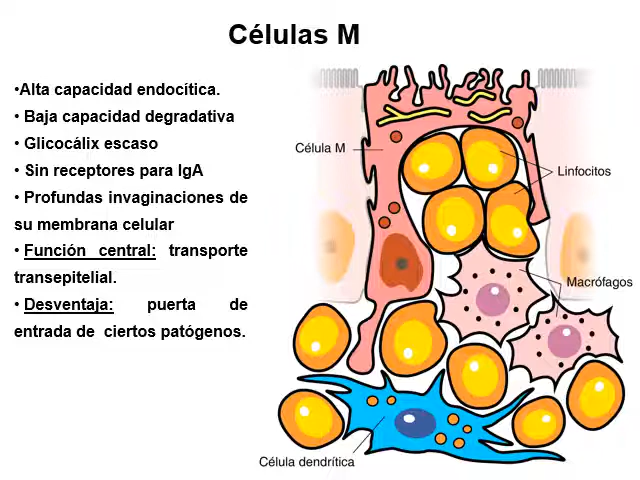 Células M
•Alta capacidad endocítica.
• Baja capacidad degradativa
• Glicocálix escaso
• Sin receptores para IgA
• Profundas invaginaciones de
su membrana celular
• Función central: transporte
transepitelial.
• Desventaja: puerta de
entrada de ciertos patógenos.
Célula M
Linfocitos
Macrófagos
Célula dendrítica